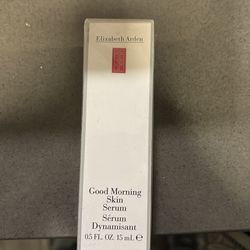 Elizabeth Arden
Good Morning
Skin
Serum
Sérum
Dynamisant
0.5 FL. OZ. 15 mL ℮